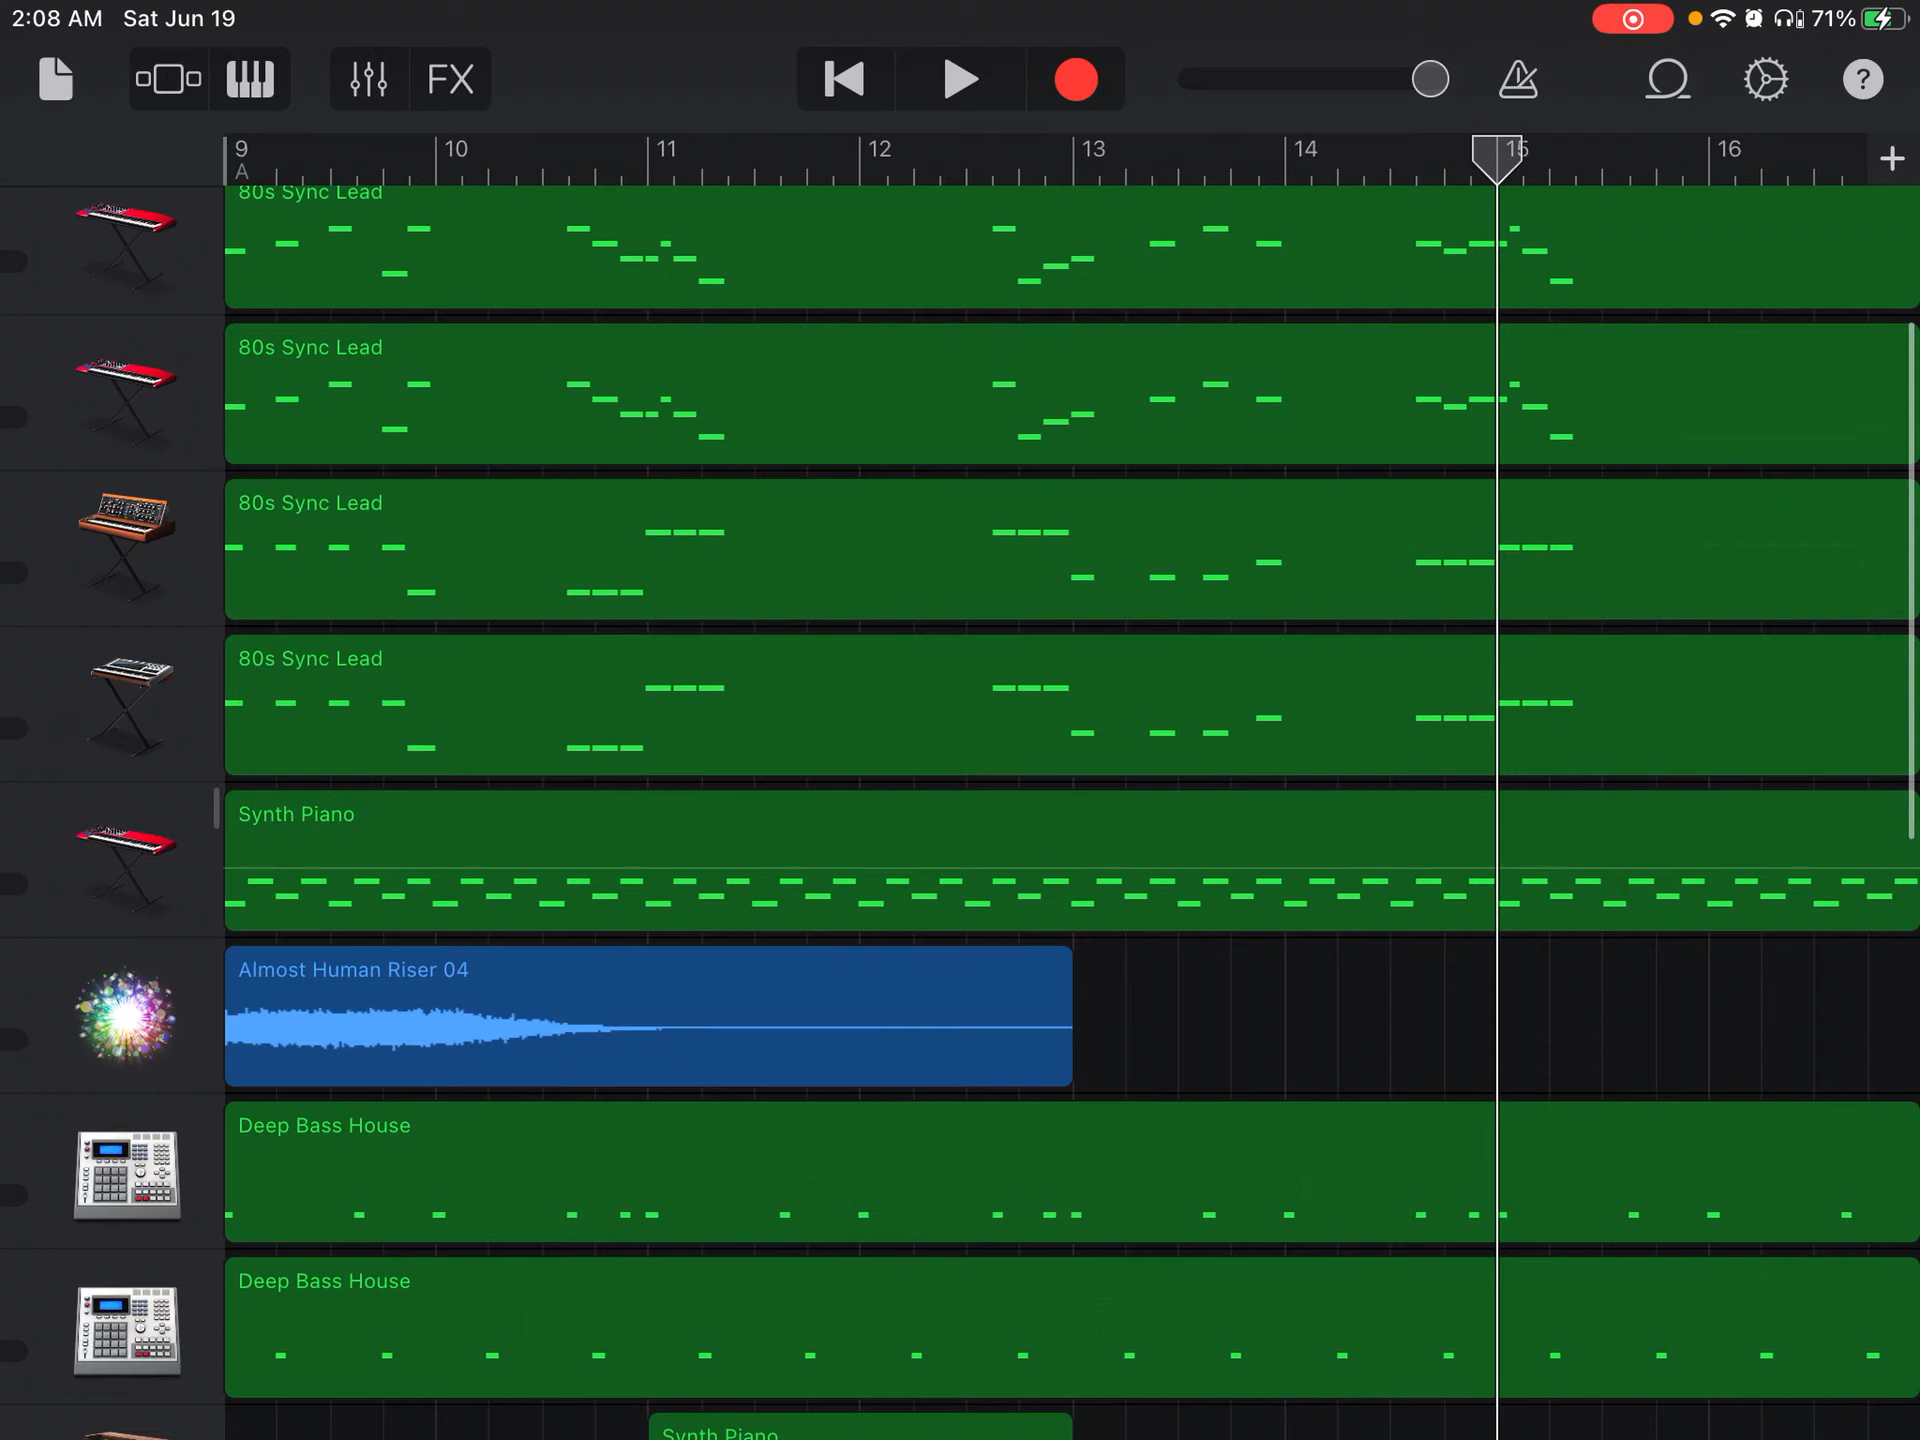 2:08 AM Sat Jun 19
71%
FX
?
9 10 11 12 13 14 15 16
A
80s Sync Lead
80s Sync Lead
80s Sync Lead
80s Sync Lead
Synth Piano
Almost Human Riser 04
Deep Bass House
Deep Bass House
Synth Piano